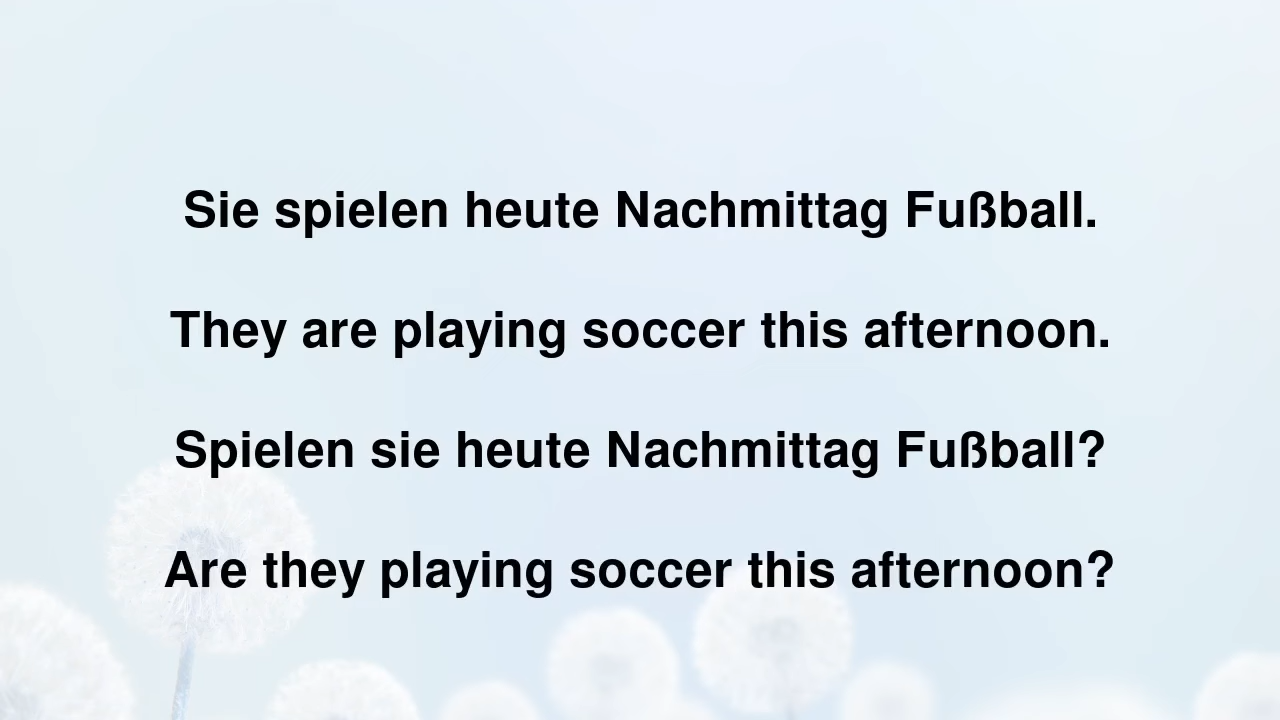 Sie spielen heute Nachmittag Fußball.
They are playing soccer this afternoon.
Spielen sie heute Nachmittag Fußball?
Are they playing soccer this afternoon?